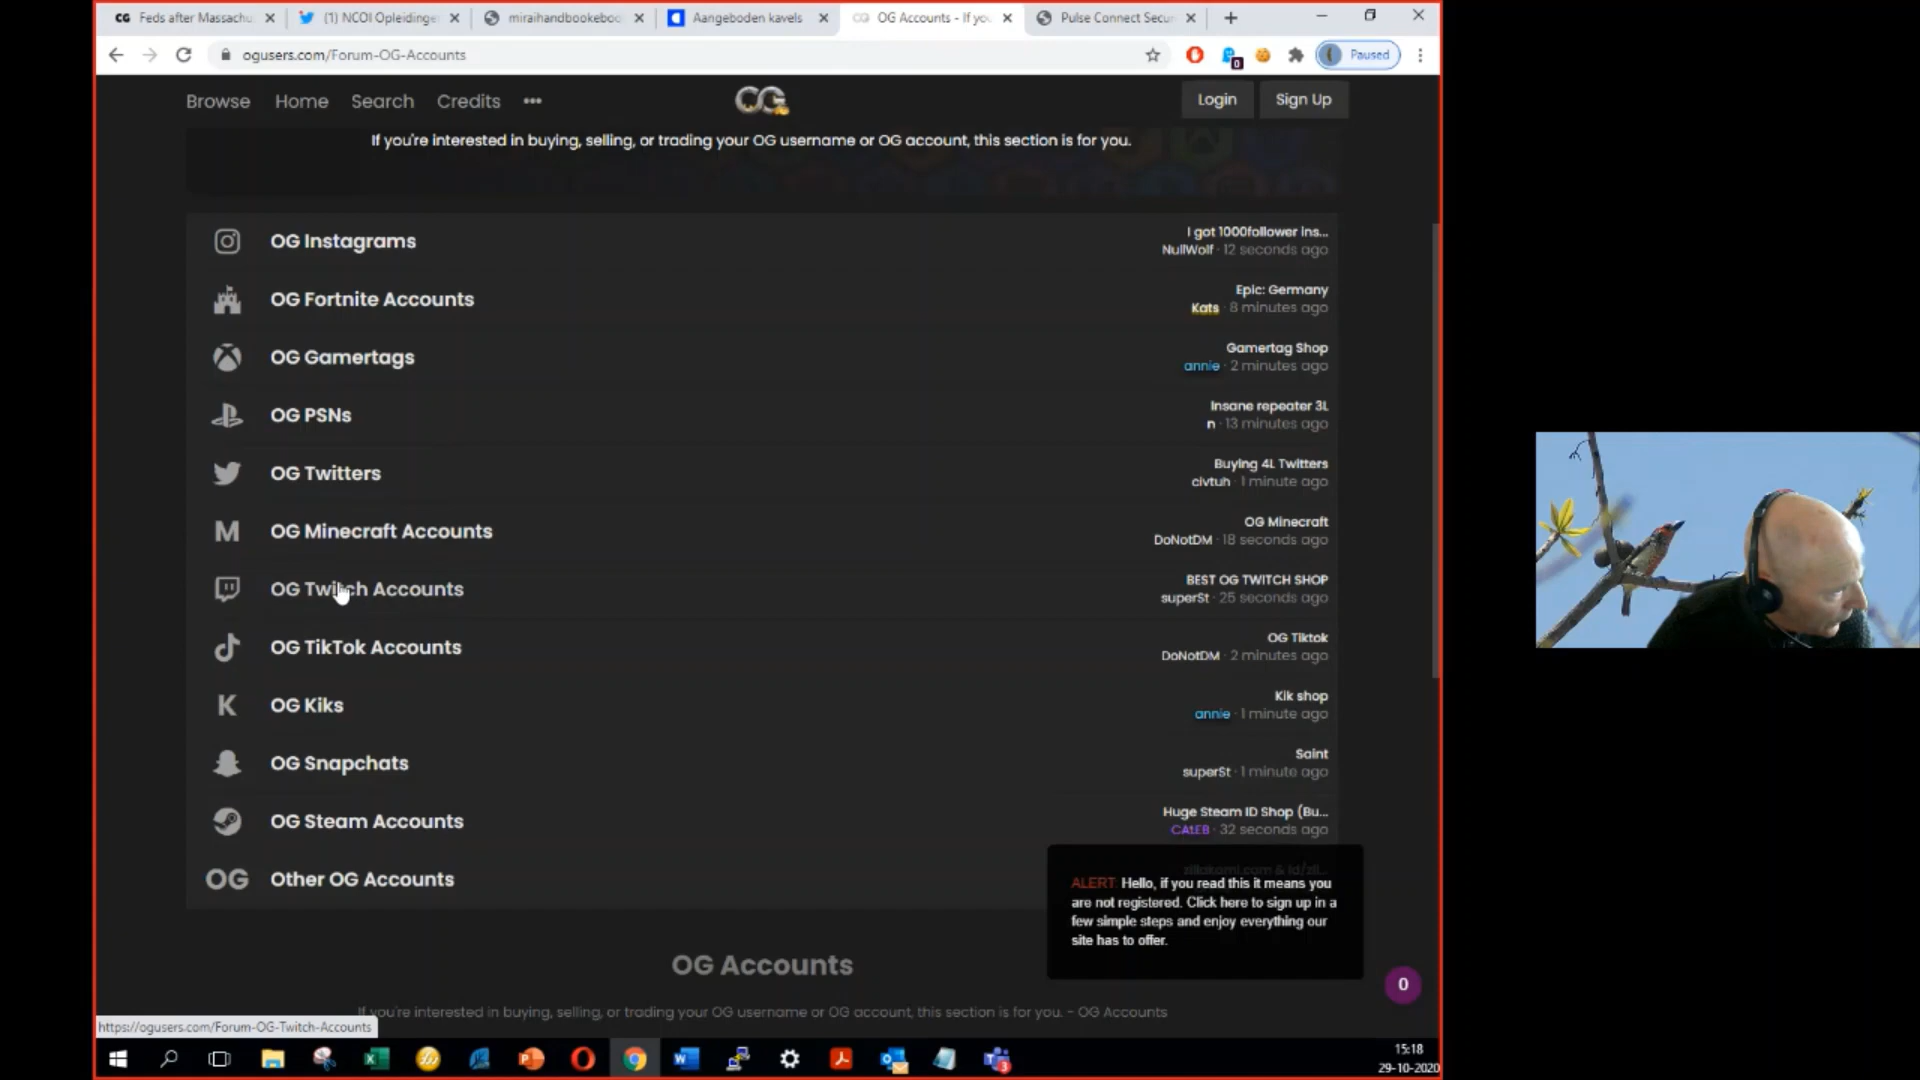 CG Feds after Massachu
(1) NCOI Opleidinge
miraihandbookeboo
Aangeboden kavels
OG Accounts - If yo
Pulse Connect Secur
ogusers.com/Forum-OG-Accounts
0
Paused
Browse Home Search Credits •••
OG
Login
Sign Up
If you're interested in buying, selling, or trading your OG username or OG account, this section is for you.
OG Instagrams
I got 1000follower ins...
NullWolf · 12 seconds ago
OG Fortnite Accounts
Epic: Germany
Kats · 8 minutes ago
OG Gamertags
Gamertag Shop
annie · 2 minutes ago
OG PSNs
Insane repeater 3L
n · 13 minutes ago
OG Twitters
Buying 4L Twitters
civtuh · 1 minute ago
M OG Minecraft Accounts
OG Minecraft
DoNotDM · 18 seconds ago
OG Twitch Accounts
BEST OG TWITCH SHOP
superSt · 25 seconds ago
OG TikTok Accounts
OG Tiktok
DoNotDM · 2 minutes ago
K OG Kiks
Kik shop
annie · 1 minute ago
OG Snapchats
Saint
superSt · 1 minute ago
OG Steam Accounts
Huge Steam ID Shop (Bu...
CA1EB · 32 seconds ago
OG Other OG Accounts
ALERT: Hello, if you read this it means you
are not registered. Click here to sign up in a
few simple steps and enjoy everything our
site has to offer.
OG Accounts
0
If you're interested in buying, selling, or trading your OG username or OG account, this section is for you. - OG Accounts
https://ogusers.com/Forum-OG-Twitch-Accounts
15:18
29-10-2020